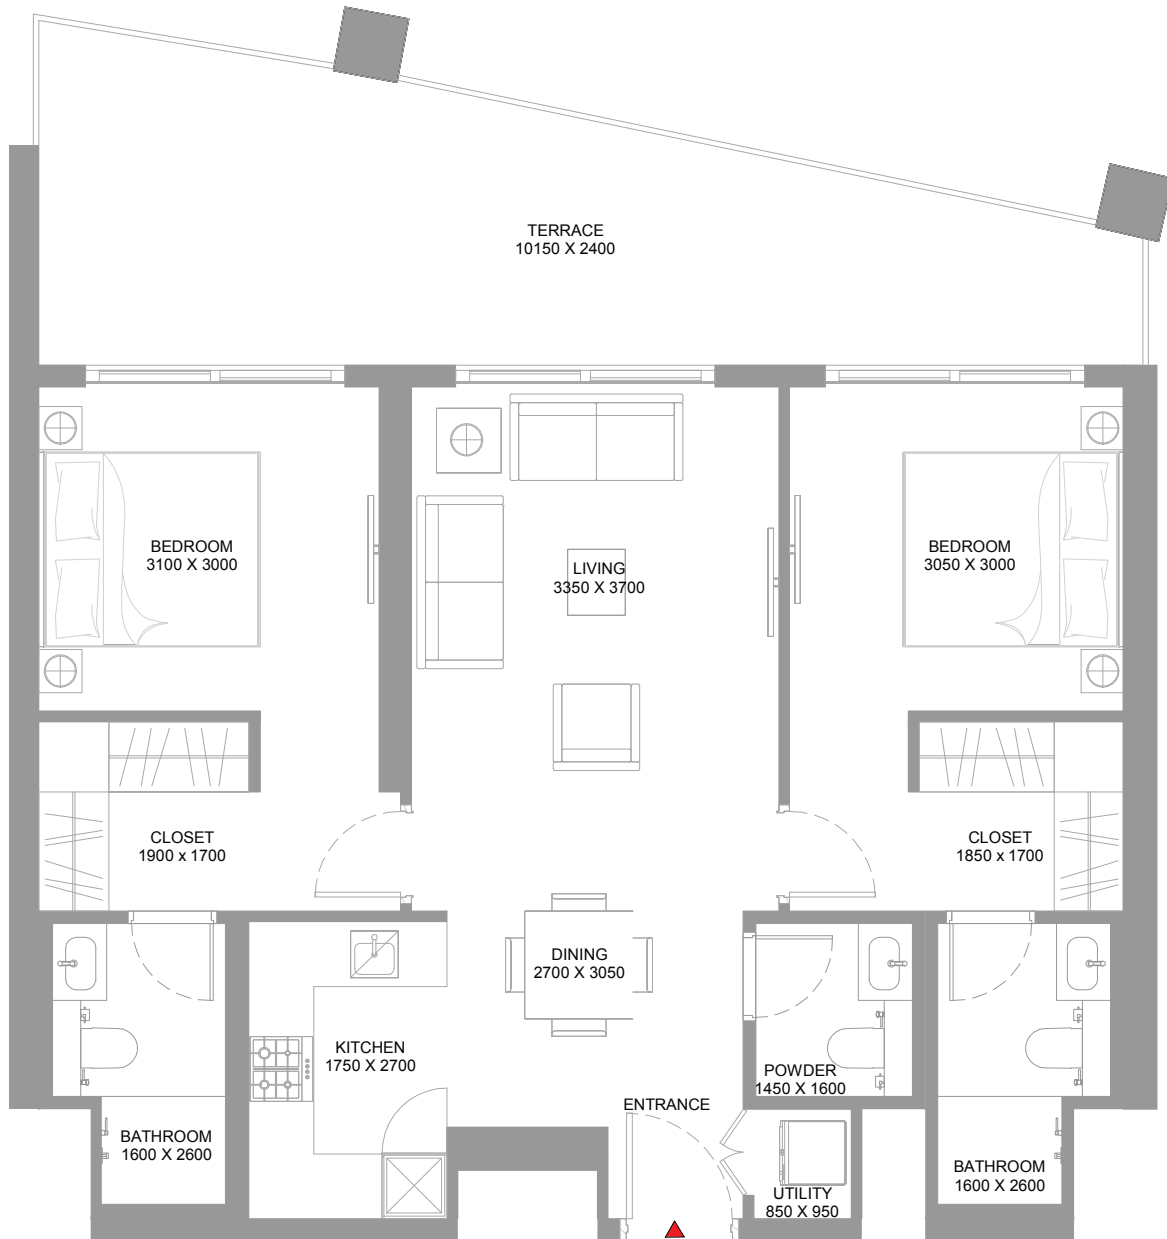 TERRACE
10150 X 2400
BEDROOM
3100 X 3000
LIVING
3350 X 3700
BEDROOM
3050 X 3000
CLOSET
1900 x 1700
CLOSET
1850 x 1700
DINING
2700 X 3050
KITCHEN
1750 X 2700
POWDER
1450 X 1600
ENTRANCE
BATHROOM
1600 X 2600
BATHROOM
1600 X 2600
UTILITY
850 X 950